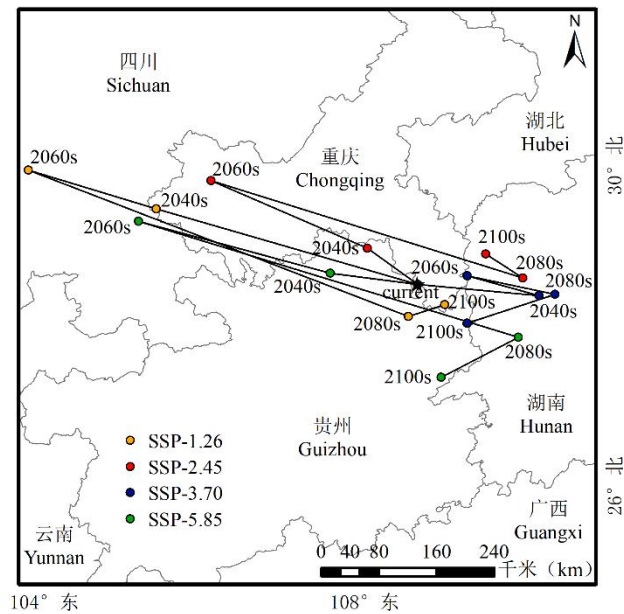 N
四川
Sichuan
湖北
Hubei
30° 北
重庆
Chongqing
2060s
2060s
2040s
2060s
2040s
2100s
2060s
2080s
2080s
2040s
current
2040s
2100s
2080s
2100s
2080s
2100s
湖南
Hunan
贵州
Guizhou
SSP-1.26
SSP-2.45
SSP-3.70
SSP-5.85
26° 北
广西
Guangxi
云南
Yunnan
0 40 80 160 240
千米（km）
104° 东
108° 东